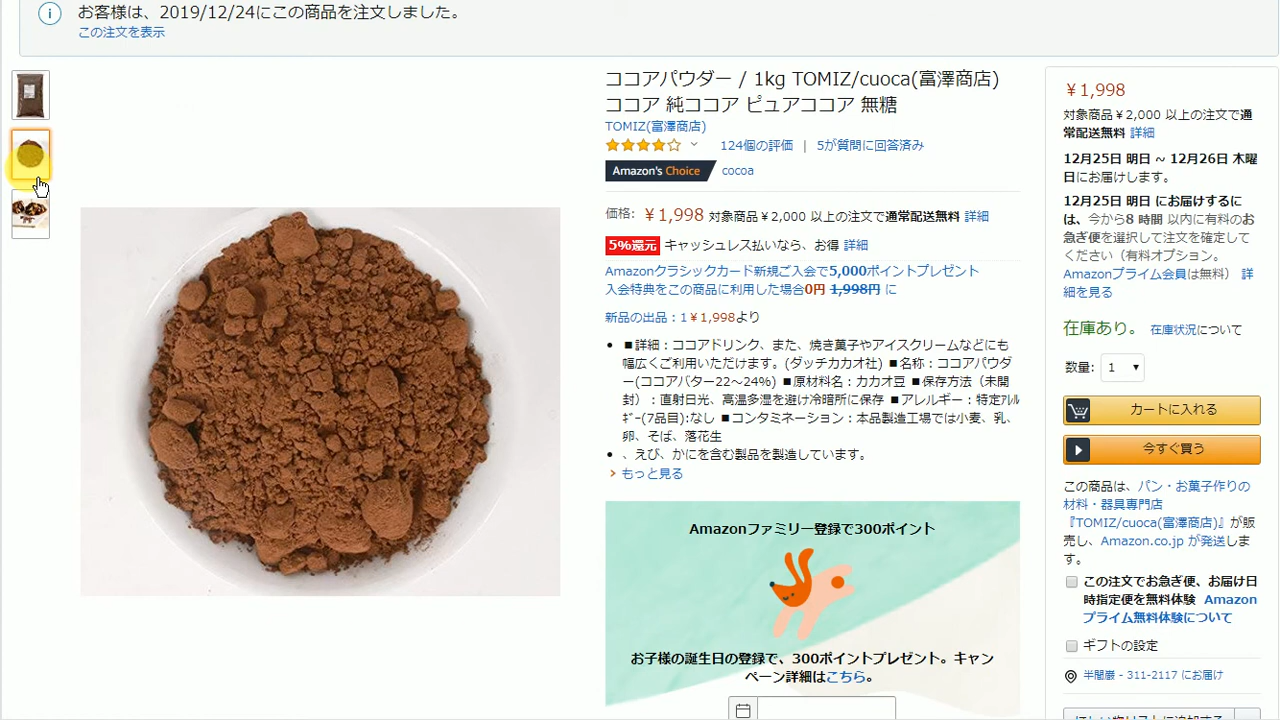 お客様は、2019/12/24にこの商品を注文しました。
この注文を表示
ココアパウダー / 1kg TOMIZ/cuoca(富澤商店)
ココア 純ココア ピュアココア 無糖
TOMIZ(富澤商店)
124個の評価 | 5が質問に回答済み
Amazon's Choice cocoa
価格: ￥1,998 対象商品￥2,000 以上の注文で通常配送無料 詳細
5%還元 キャッシュレス払いなら、お得 詳細
Amazonクラシックカード新規ご入会で5,000ポイントプレゼント
入会特典をこの商品に利用した場合0円 1,998円 に
新品の出品：1￥1,998より
■詳細：ココアドリンク、また、焼き菓子やアイスクリームなどにも
幅広くご利用いただけます。(ダッチカカオ社) ■名称：ココアパウダ
ー(ココアバター22～24%) ■原材料名：カカオ豆 ■保存方法（未開
封）：直射日光、高温多湿を避け冷暗所に保存 ■アレルギー：特定ｱﾚﾙ
ｷﾞｰ(7品目):なし ■コンタミネーション：本品製造工場では小麦、乳、
卵、そば、落花生
、えび、かにを含む製品を製造しています。
もっと見る
Amazonファミリー登録で300ポイント
お子様の誕生日の登録で、300ポイントプレゼント。キャン
ペーン詳細はこちら。
￥1,998
対象商品￥2,000 以上の注文で通
常配送無料 詳細
12月25日 明日 ～ 12月26日 木曜
日にお届けします。
12月25日 明日 にお届けするに
は、今から8 時間 以内に有料のお
急ぎ便を選択して注文を確定して
ください（有料オプション。
Amazonプライム会員は無料） 詳
細を見る
在庫あり。 在庫状況について
数量: 1
カートに入れる
今すぐ買う
この商品は、パン・お菓子作りの
材料・器具専門店
『TOMIZ/cuoca(富澤商店)』が販
売し、Amazon.co.jp が発送しま
す。
この注文でお急ぎ便、お届け日
時指定便を無料体験 Amazon
プライム無料体験について
ギフトの設定
半間巌 - 311-2117 にお届け
ほしい物リストに追加する